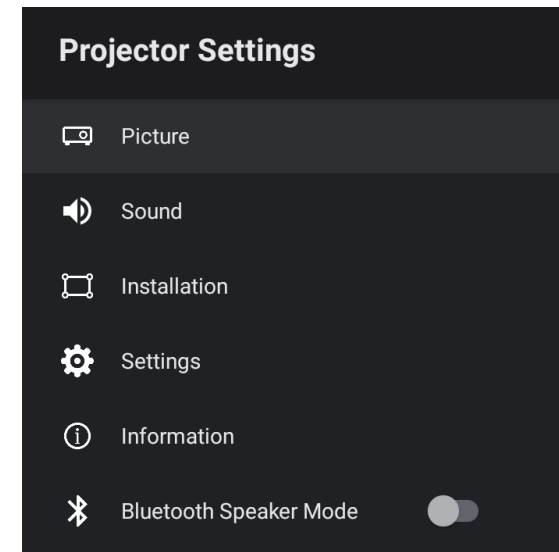 Projector Settings
Picture
Sound
Installation
Settings
Information
Bluetooth Speaker Mode